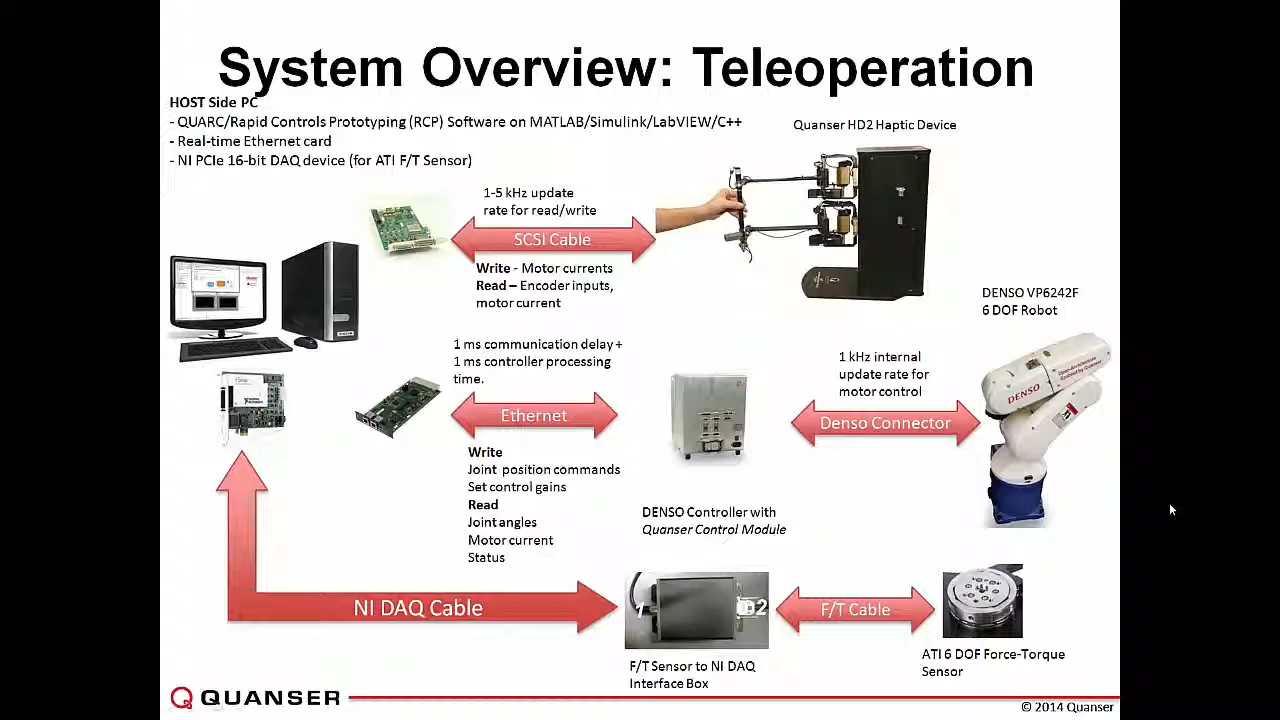 System Overview: Teleoperation
HOST Side PC
- QUARC/Rapid Controls Prototyping (RCP) Software on MATLAB/Simulink/LabVIEW/C++
- Real-time Ethernet card
- NI PCIe 16-bit DAQ device (for ATI F/T Sensor)
Quanser HD2 Haptic Device
1-5 kHz update
rate for read/write
SCSI Cable
Write - Motor currents
Read – Encoder inputs,
motor current
DENSO VP6242F
6 DOF Robot
1 ms communication delay +
1 ms controller processing
time.
Ethernet
Write
Joint position commands
Set control gains
Read
Joint angles
Motor current
Status
1 kHz internal
update rate for
motor control
Denso Connector
DENSO
DENSO Controller with
Quanser Control Module
NI DAQ Cable
1
2
F/T Cable
F/T Sensor to NI DAQ
Interface Box
ATI 6 DOF Force-Torque
Sensor
QUANSER
© 2014 Quanser